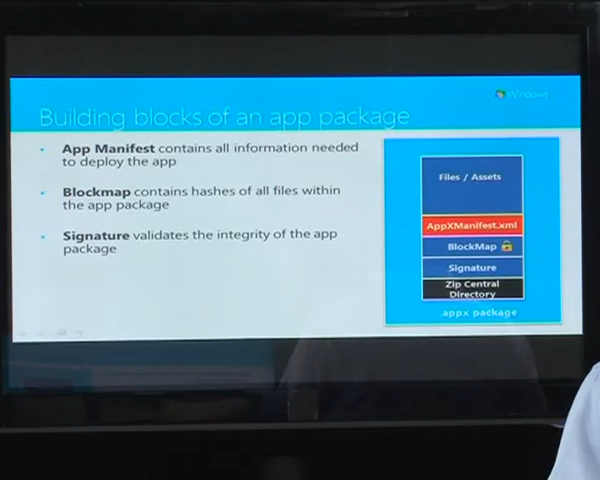 Windows
Building blocks of an app package
App Manifest contains all information needed
to deploy the app
Blockmap contains hashes of all files within
the app package
Signature validates the integrity of the app
package
Files / Assets
AppXManifest.xml
BlockMap
Signature
Zip Central
Directory
.appx package